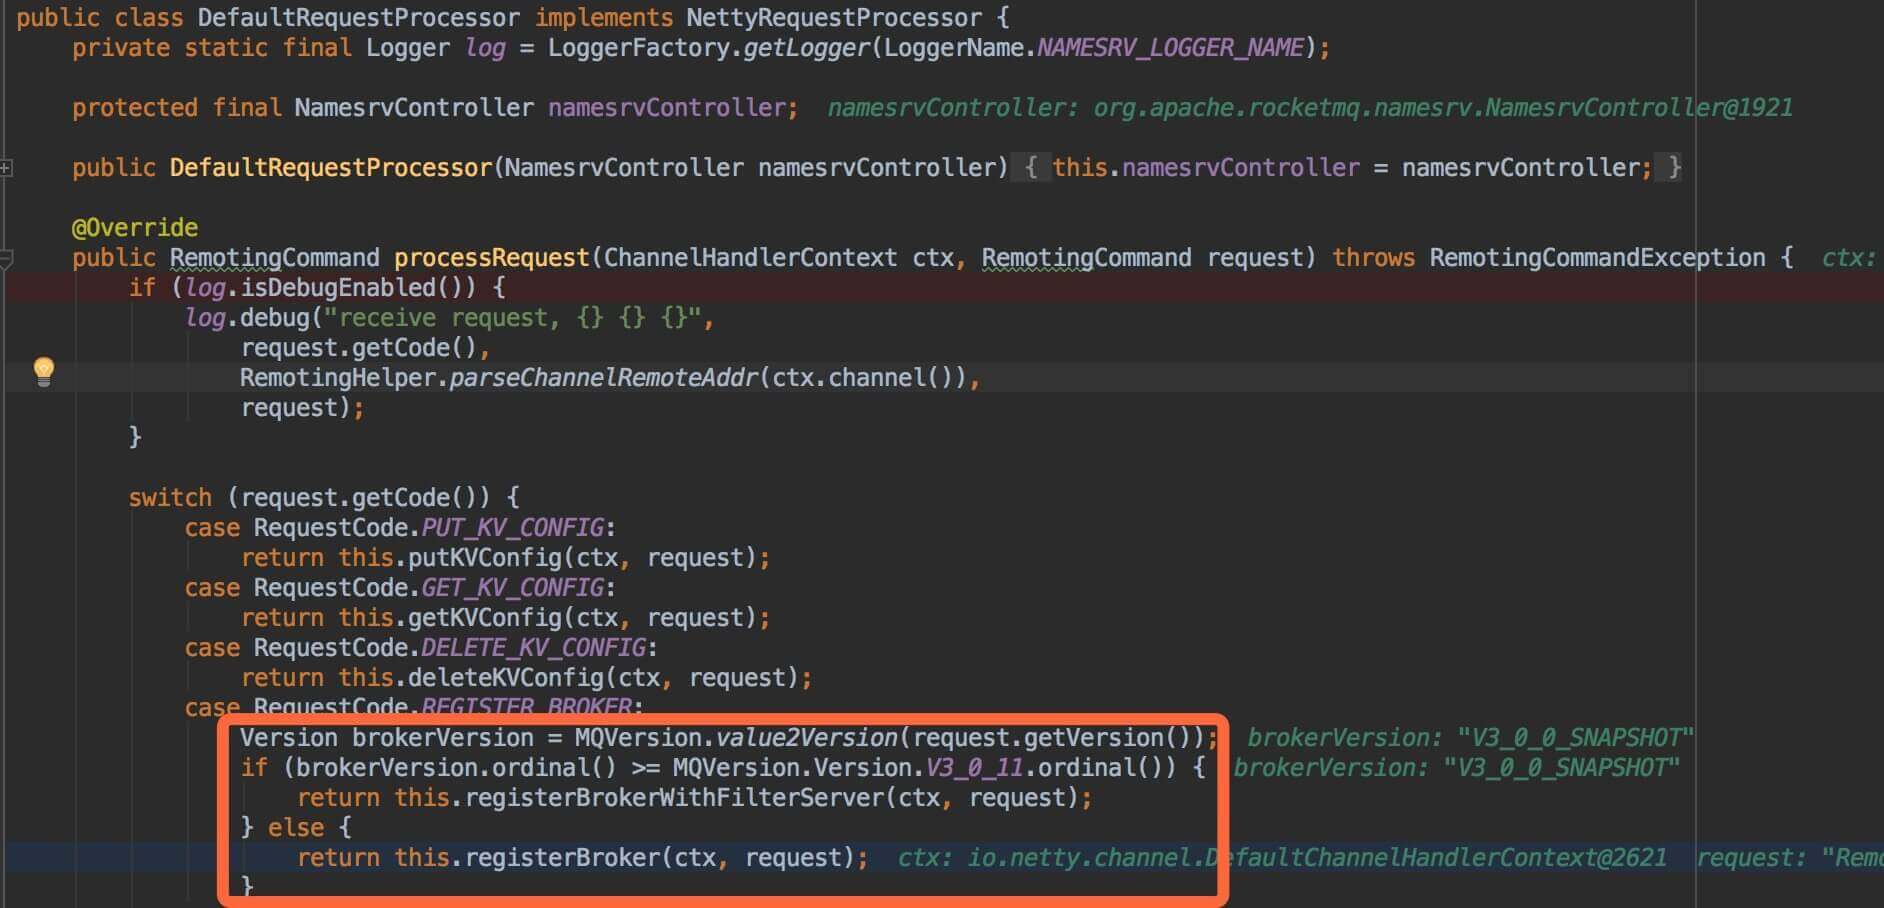 public class DefaultRequestProcessor implements NettyRequestProcessor {
private static final Logger log = LoggerFactory.getLogger(LoggerName.NAMESRV_LOGGER_NAME);
protected final NamesrvController namesrvController;  namesrvController: org.apache.rocketmq.namesrv.NamesrvController@1921
public DefaultRequestProcessor(NamesrvController namesrvController) { this.namesrvController = namesrvController; }
@Override
public RemotingCommand processRequest(ChannelHandlerContext ctx, RemotingCommand request) throws RemotingCommandException {  ctx:
if (log.isDebugEnabled()) {
log.debug("receive request, {} {} {}",
request.getCode(),
RemotingHelper.parseChannelRemoteAddr(ctx.channel()),
request);
}
switch (request.getCode()) {
case RequestCode.PUT_KV_CONFIG:
return this.putKVConfig(ctx, request);
case RequestCode.GET_KV_CONFIG:
return this.getKVConfig(ctx, request);
case RequestCode.DELETE_KV_CONFIG:
return this.deleteKVConfig(ctx, request);
case RequestCode.REGISTER_BROKER:
Version brokerVersion = MQVersion.value2Version(request.getVersion());  brokerVersion: "V3_0_0_SNAPSHOT"
if (brokerVersion.ordinal() >= MQVersion.Version.V3_0_11.ordinal()) {  brokerVersion: "V3_0_0_SNAPSHOT"
return this.registerBrokerWithFilterServer(ctx, request);
} else {
return this.registerBroker(ctx, request);  ctx: io.netty.channel.DefaultChannelHandlerContext@2621  request: "Remo
}